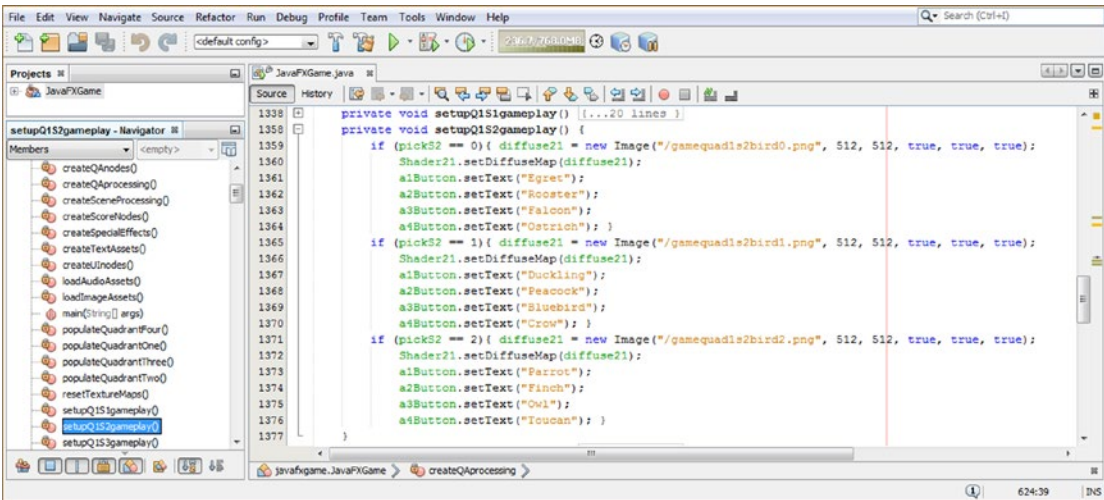 File Edit View Navigate Source Refactor Run Debug Profile Team Tools Window Help
Search (Ctrl+I)
<default config>
Projects
JavaFXGame
setupQ1S2gameplay - Navigator
Members
<empty>
createQAnodes()
createQAprocessing()
createSceneProcessing()
createScoreNodes()
createSpecialEffects()
createTextAssets()
createUInodes()
loadAudioAssets()
loadImageAssets()
main(String[] args)
populateQuadrantFour()
populateQuadrantOne()
populateQuadrantThree()
populateQuadrantTwo()
resetTextureMaps()
setupQ1S1gameplay()
setupQ1S2gameplay()
setupQ1S3gameplay()
JavaFXGame.java
Source History
1338 private void setupQ1S1gameplay() {...20 lines }
1358 private void setupQ1S2gameplay() {
1359 if (pickS2 == 0){ diffuse21 = new Image("/gamequad1s2bird0.png", 512, 512, true, true, true);
1360 Shader21.setDiffuseMap(diffuse21);
1361 a1Button.setText("Egret");
1362 a2Button.setText("Rooster");
1363 a3Button.setText("Falcon");
1364 a4Button.setText("Ostrich"); }
1365 if (pickS2 == 1){ diffuse21 = new Image("/gamequad1s2bird1.png", 512, 512, true, true, true);
1366 Shader21.setDiffuseMap(diffuse21);
1367 a1Button.setText("Duckling");
1368 a2Button.setText("Peacock");
1369 a3Button.setText("Bluebird");
1370 a4Button.setText("Crow"); }
1371 if (pickS2 == 2){ diffuse21 = new Image("/gamequad1s2bird2.png", 512, 512, true, true, true);
1372 Shader21.setDiffuseMap(diffuse21);
1373 a1Button.setText("Parrot");
1374 a2Button.setText("Finch");
1375 a3Button.setText("Owl");
1376 a4Button.setText("Toucan"); }
1377 }
javafxgame.JavaFXGame
createQAprocessing
624:39
INS